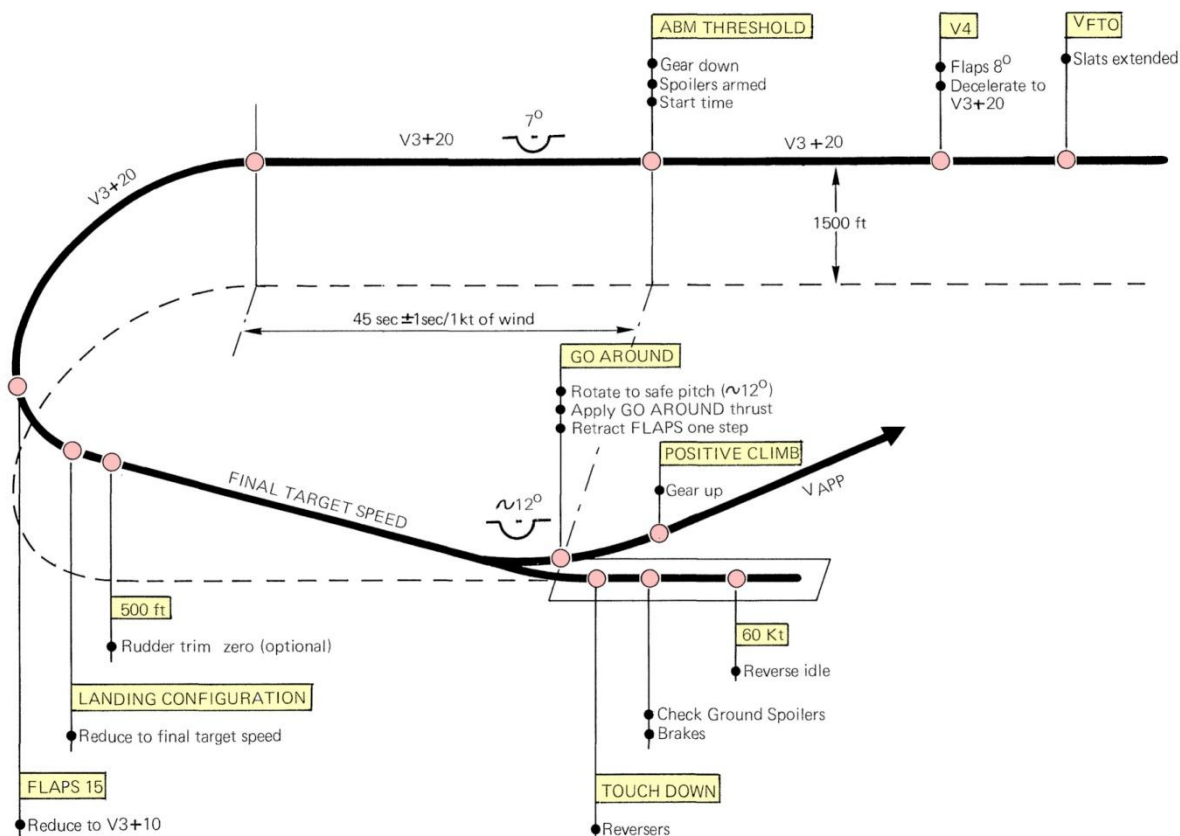 ABM THRESHOLD
Gear down
Spoilers armed
Start time
V4
Flaps 8°
Decelerate to
V3+20
VFTO
Slats extended
V3+20
7°
V3+20
V3+20
1500 ft
45 sec ±1sec/1kt of wind
GO AROUND
Rotate to safe pitch (~12°)
Apply GO AROUND thrust
Retract FLAPS one step
POSITIVE CLIMB
Gear up
VAPP
FINAL TARGET SPEED
~12°
500 ft
Rudder trim zero (optional)
60 Kt
Reverse idle
LANDING CONFIGURATION
Reduce to final target speed
Check Ground Spoilers
Brakes
FLAPS 15
Reduce to V3+10
TOUCH DOWN
Reversers